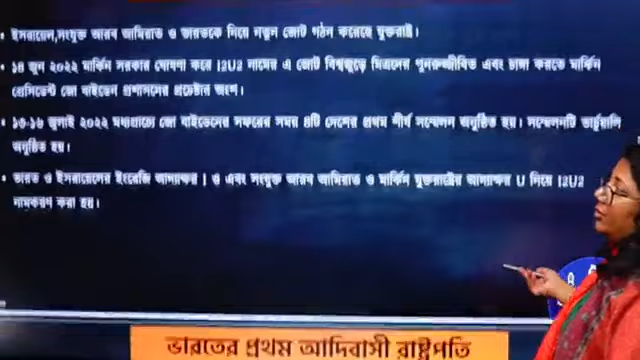 ইসরায়েল,সংযুক্ত আরব আমিরাত ও ভারতকে নিয়ে নতুন জোট গঠন করেছে যুক্তরাষ্ট্র।
১৪ জুন ২০২২ মার্কিন সরকার ঘোষণা করে I2U2 নামের এ জোট বিশ্বজুড়ে মিত্রদের পুনরুজ্জীবিত এবং চাঙ্গা করতে মার্কিন
প্রেসিডেন্ট জো বাইডেন প্রশাসনের প্রচেষ্টার অংশ।
১৩-১৬ জুলাই ২০২২ মধ্যপ্রাচ্যে জো বাইডেনের সফরের সময় ৪টি দেশের প্রথম শীর্ষ সম্মেলন অনুষ্ঠিত হয়। সম্মেলনটি ভার্চুয়ালি
অনুষ্ঠিত হয়।
ভারত ও ইসরায়েলের ইংরেজি আদ্যক্ষর I ও এবং সংযুক্ত আরব আমিরাত ও মার্কিন যুক্তরাষ্ট্রের আদ্যক্ষর U নিয়ে I2U2
নামকরণ করা হয়।
ভারতের প্রথম আদিবাসী রাষ্ট্রপতি